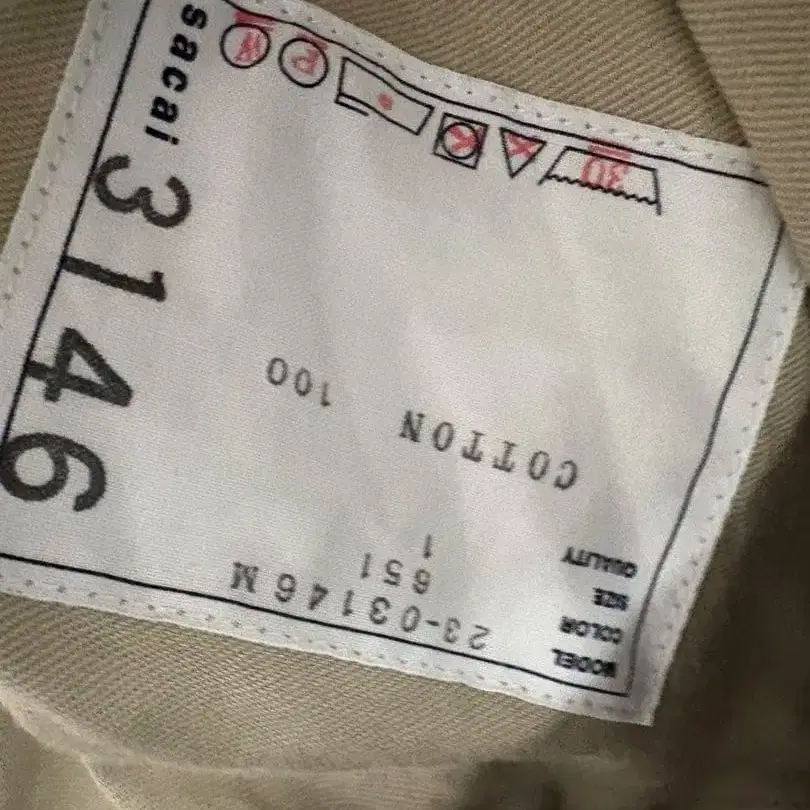 MODEL 23-03146M
COLOR 651
SIZE 1
QUALITY
COTTON 100
30
P
W
sacai
3146